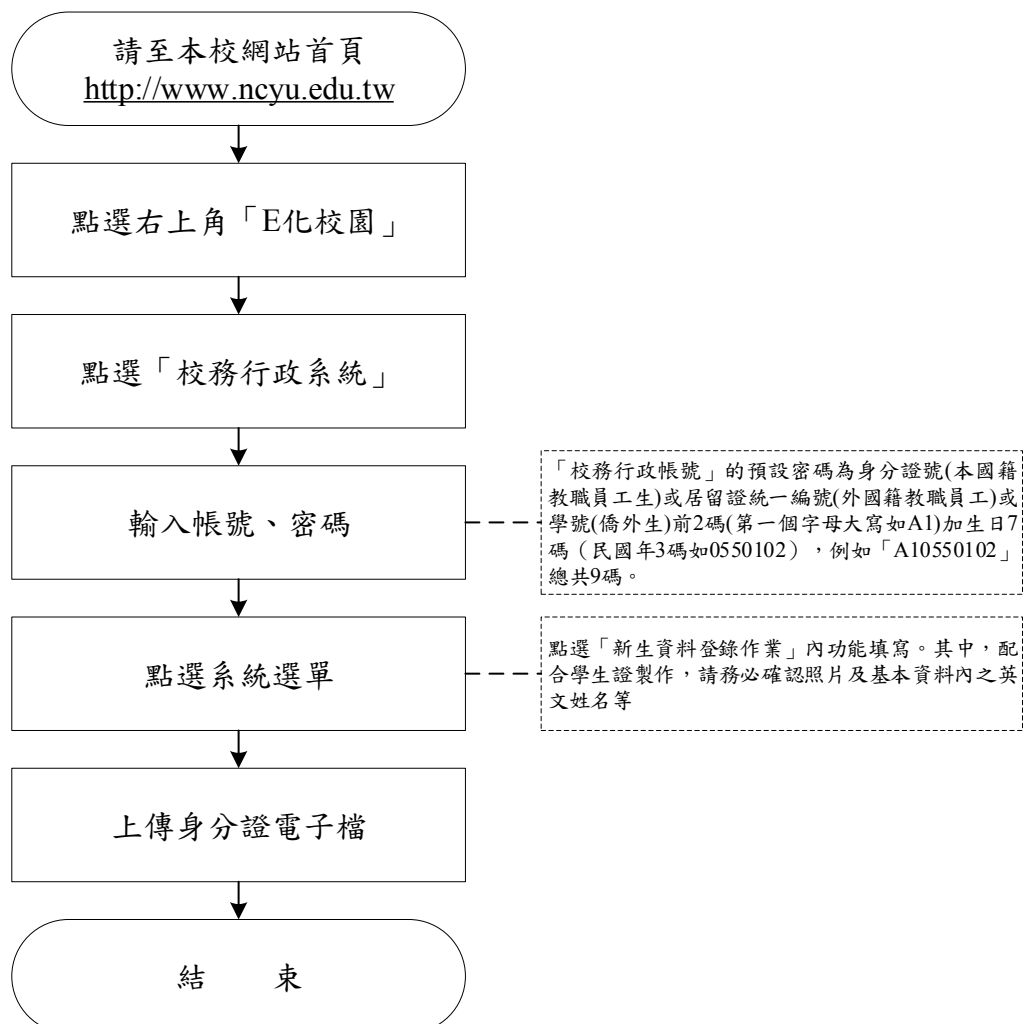 請至本校網站首頁
http://www.ncyu.edu.tw
點選右上角「E化校園」
點選「校務行政系統」
輸入帳號、密碼
「校務行政帳號」的預設密碼為身分證號(本國籍
教職員工生)或居留證統一編號(外國籍教職員工)或
學號(僑外生)前2碼(第一個字母大寫如A1)加生日7
碼（民國年3碼如0550102），例如「A10550102」
總共9碼。
點選系統選單
點選「新生資料登錄作業」內功能填寫。其中，配
合學生證製作，請務必確認照片及基本資料內之英
文姓名等
上傳身分證電子檔
結　　束